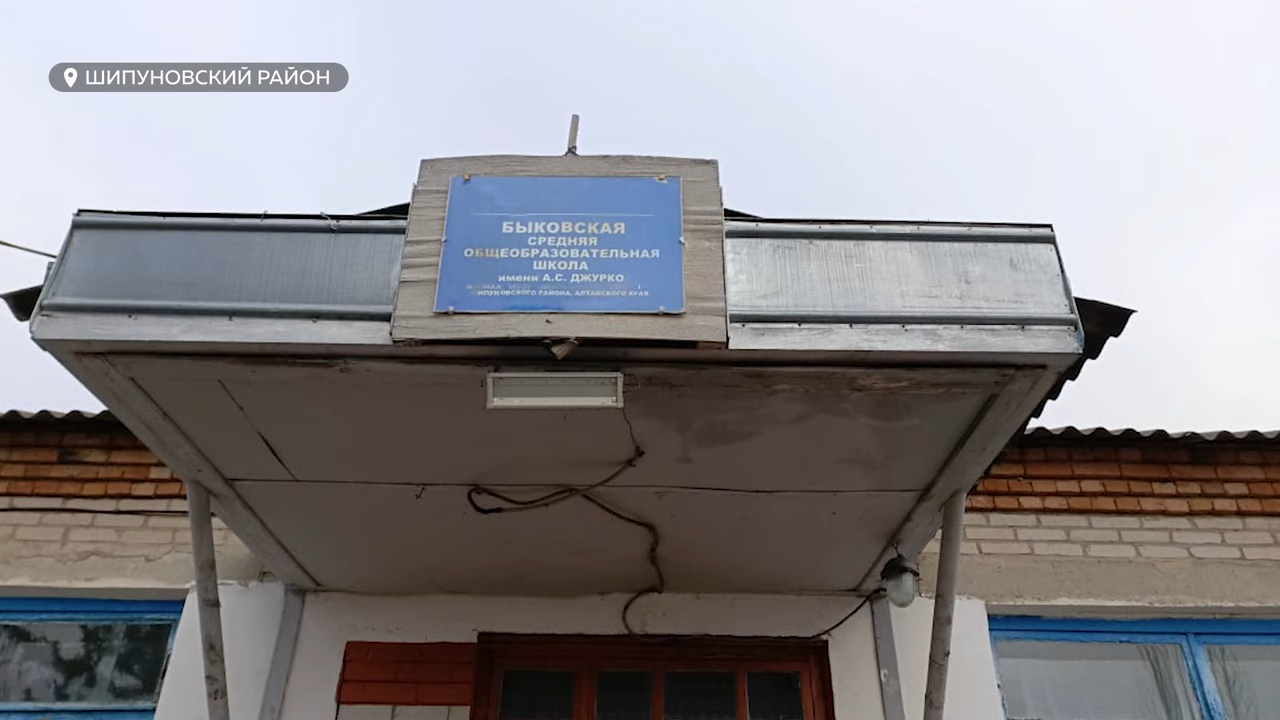 ШИПУНОВСКИЙ РАЙОН
БЫКОВСКАЯ
СРЕДНЯЯ
ОБЩЕОБРАЗОВАТЕЛЬНАЯ
ШКОЛА
имени А.С. ДЖУРКО
ШИПУНОВСКОГО РАЙОНА, АЛТАЙСКОГО КРАЯ